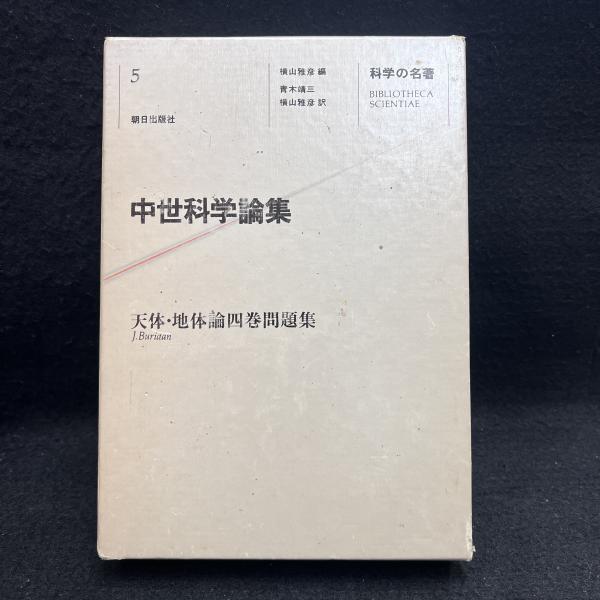 5
朝日出版社
横山雅彦 編
青木靖三
横山雅彦 訳
科学の名著
BIBLIOTHECA
SCIENTIAE
中世科学論集
天体・地体論四巻問題集
J.Buridan